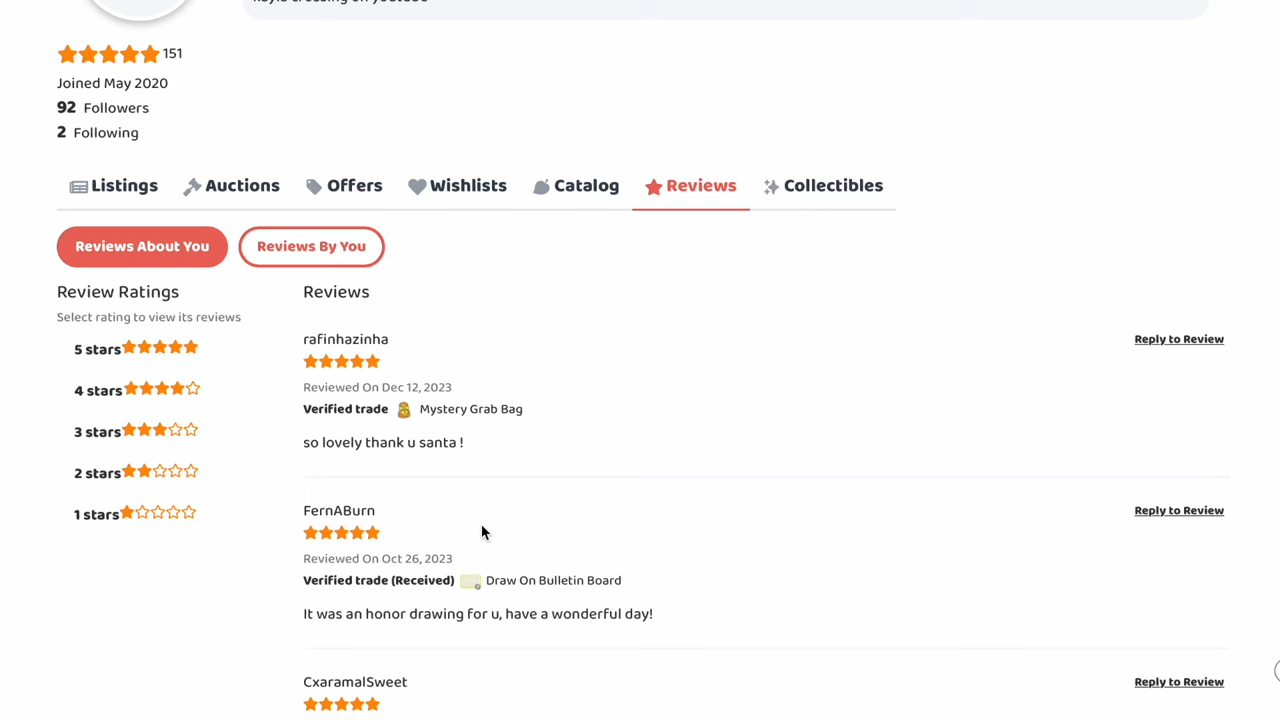 kayle crossing on youtube
151
Joined May 2020
92 Followers
2 Following
Listings Auctions Offers Wishlists Catalog Reviews Collectibles
Reviews About You Reviews By You
Review Ratings
Select rating to view its reviews
5 stars
4 stars
3 stars
2 stars
1 stars
Reviews
rafinhazinha Reply to Review
Reviewed On Dec 12, 2023
Verified trade Mystery Grab Bag
so lovely thank u santa !
FernABurn Reply to Review
Reviewed On Oct 26, 2023
Verified trade (Received) Draw On Bulletin Board
It was an honor drawing for u, have a wonderful day!
CxaramalSweet Reply to Review